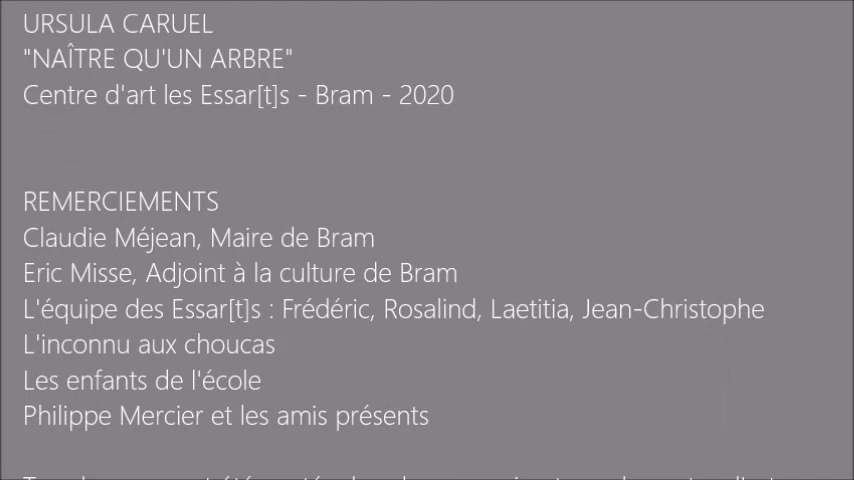 URSULA CARUEL
"NAÎTRE QU'UN ARBRE"
Centre d'art les Essar[t]s - Bram - 2020
REMERCIEMENTS
Claudie Méjean, Maire de Bram
Eric Misse, Adjoint à la culture de Bram
L'équipe des Essar[t]s : Frédéric, Rosalind, Laetitia, Jean-Christophe
L'inconnu aux choucas
Les enfants de l'école
Philippe Mercier et les amis présents